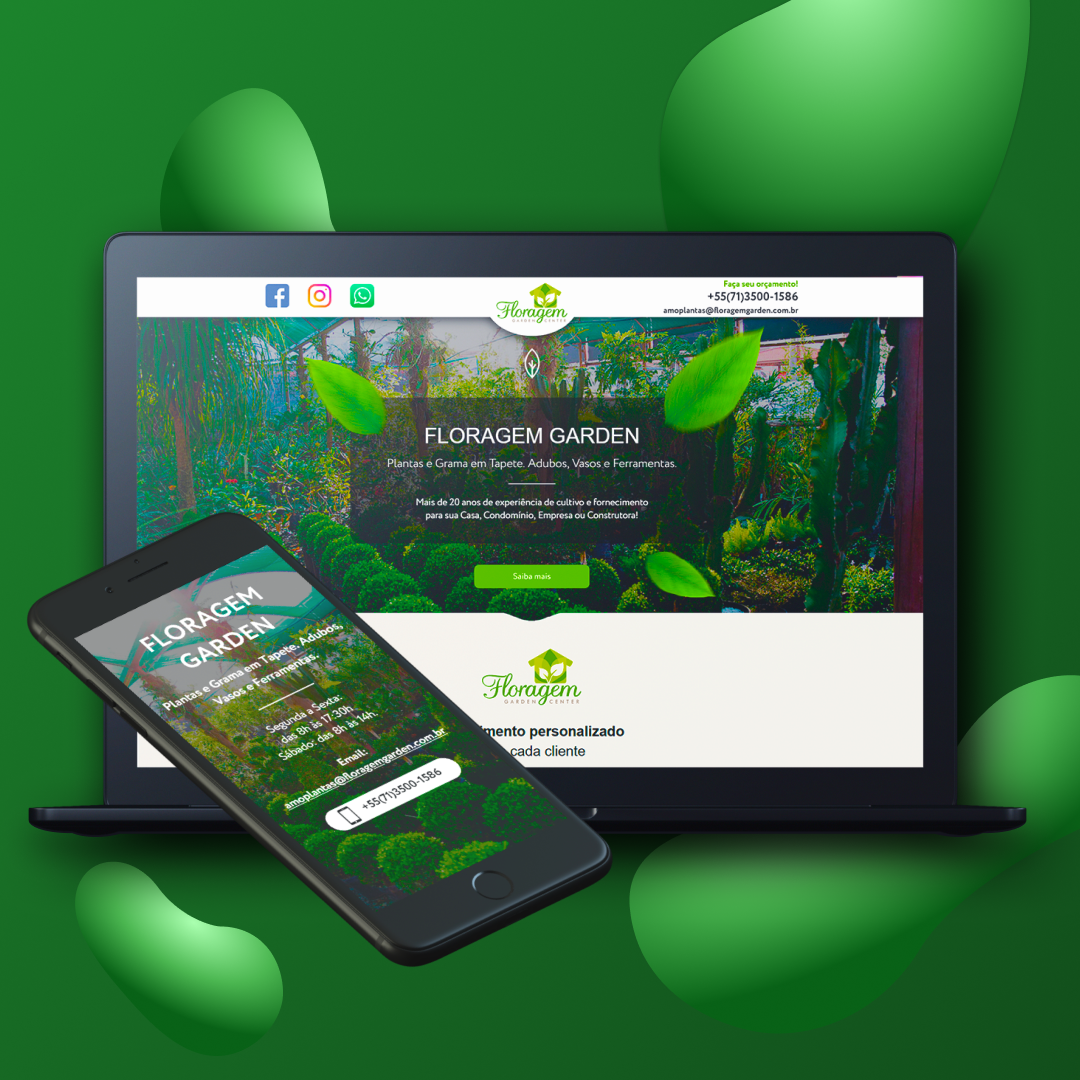 Floragem
GARDEN CENTER
Faça seu orçamento!
+55(71)3500-1586
amoplantas@floragemgarden.com.br
FLORAGEM GARDEN
Plantas e Grama em Tapete. Adubos, Vasos e Ferramentas.
Mais de 20 anos de experiência de cultivo e fornecimento
para sua Casa, Condomínio, Empresa ou Construtora!
Saiba mais
Floragem
GARDEN CENTER
imento personalizado
cada cliente
FLORAGEM
GARDEN
Plantas e Grama em Tapete. Adubos,
Vasos e Ferramentas.
Segunda a Sexta:
das 8h às 17:30h
Sábado: das 8h às 14h.
Email:
amoplantas@floragemgarden.com.br
+55(71)3500-1586